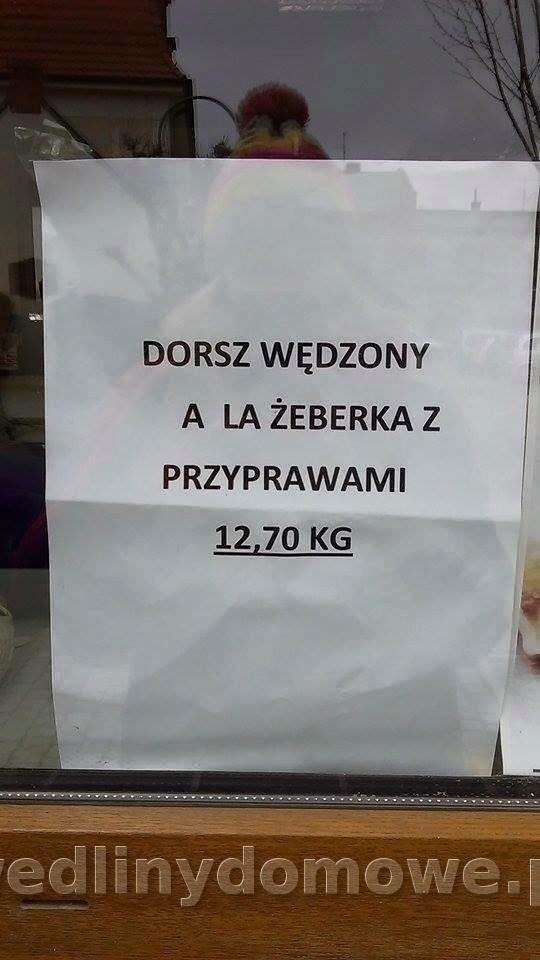 DORSZ WĘDZONY
A LA ŻEBERKA Z
PRZYPRAWAMI
12,70 KG
wedlinydomowe.p